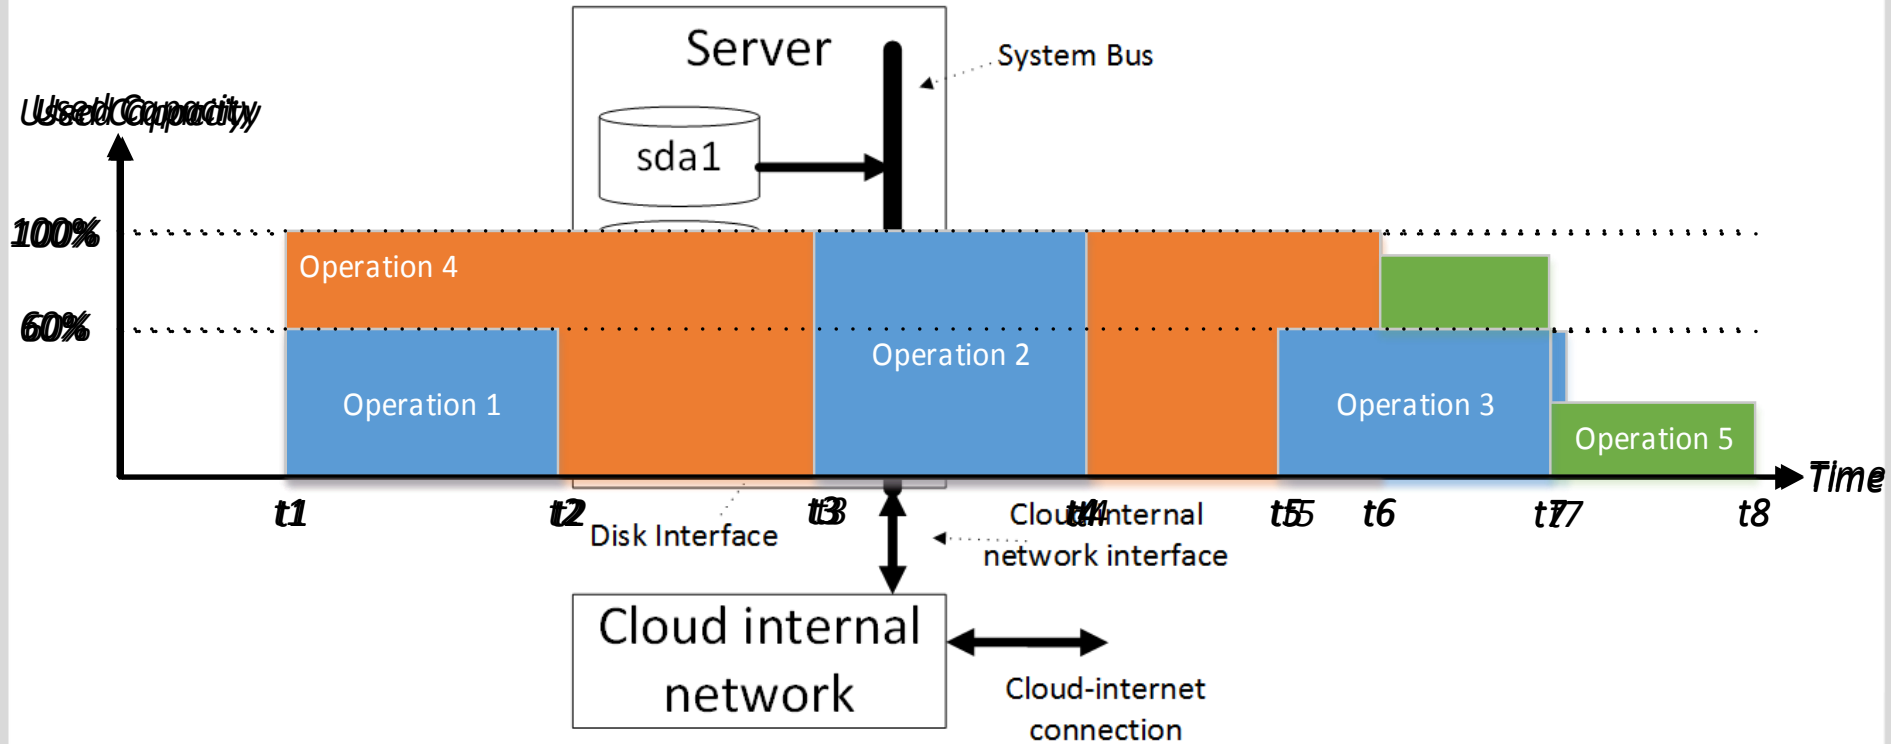 Server
System Bus
Used Capacity
sda1
100%
Operation 4
60%
Operation 2
Operation 1
Operation 3
Operation 5
Time
t1
t2
t3
t4
t5
t6
t7
t8
Disk Interface
Cloud internal
network interface
Cloud internal
network
Cloud-internet
connection